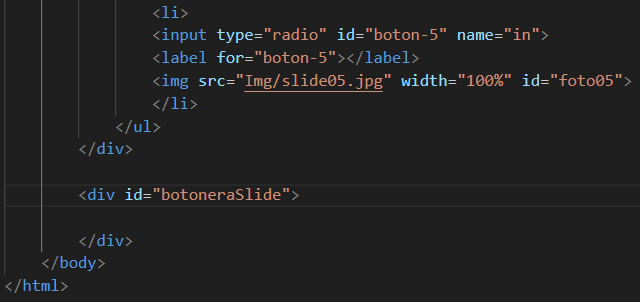 <li>
<input type="radio" id="boton-5" name="in">
<label for="boton-5"></label>
<img src="Img/slide05.jpg" width="100%" id="foto05">
</li>
</ul>
</div>
<div id="botoneraSlide">
</div>
</body>
</html>